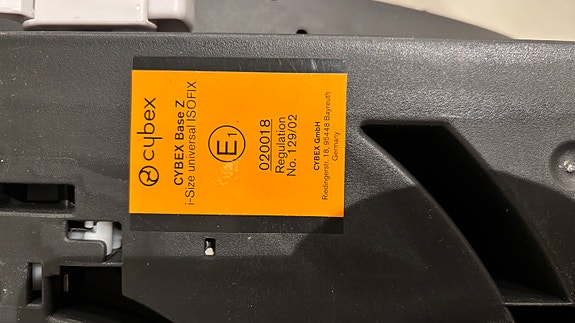 cybex
CYBEX Base Z
i-Size universal ISOFIX
E1
020018
Regulation
No. 129/02
CYBEX GmbH
Riedingerstr. 18, 95448 Bayreuth
Germany